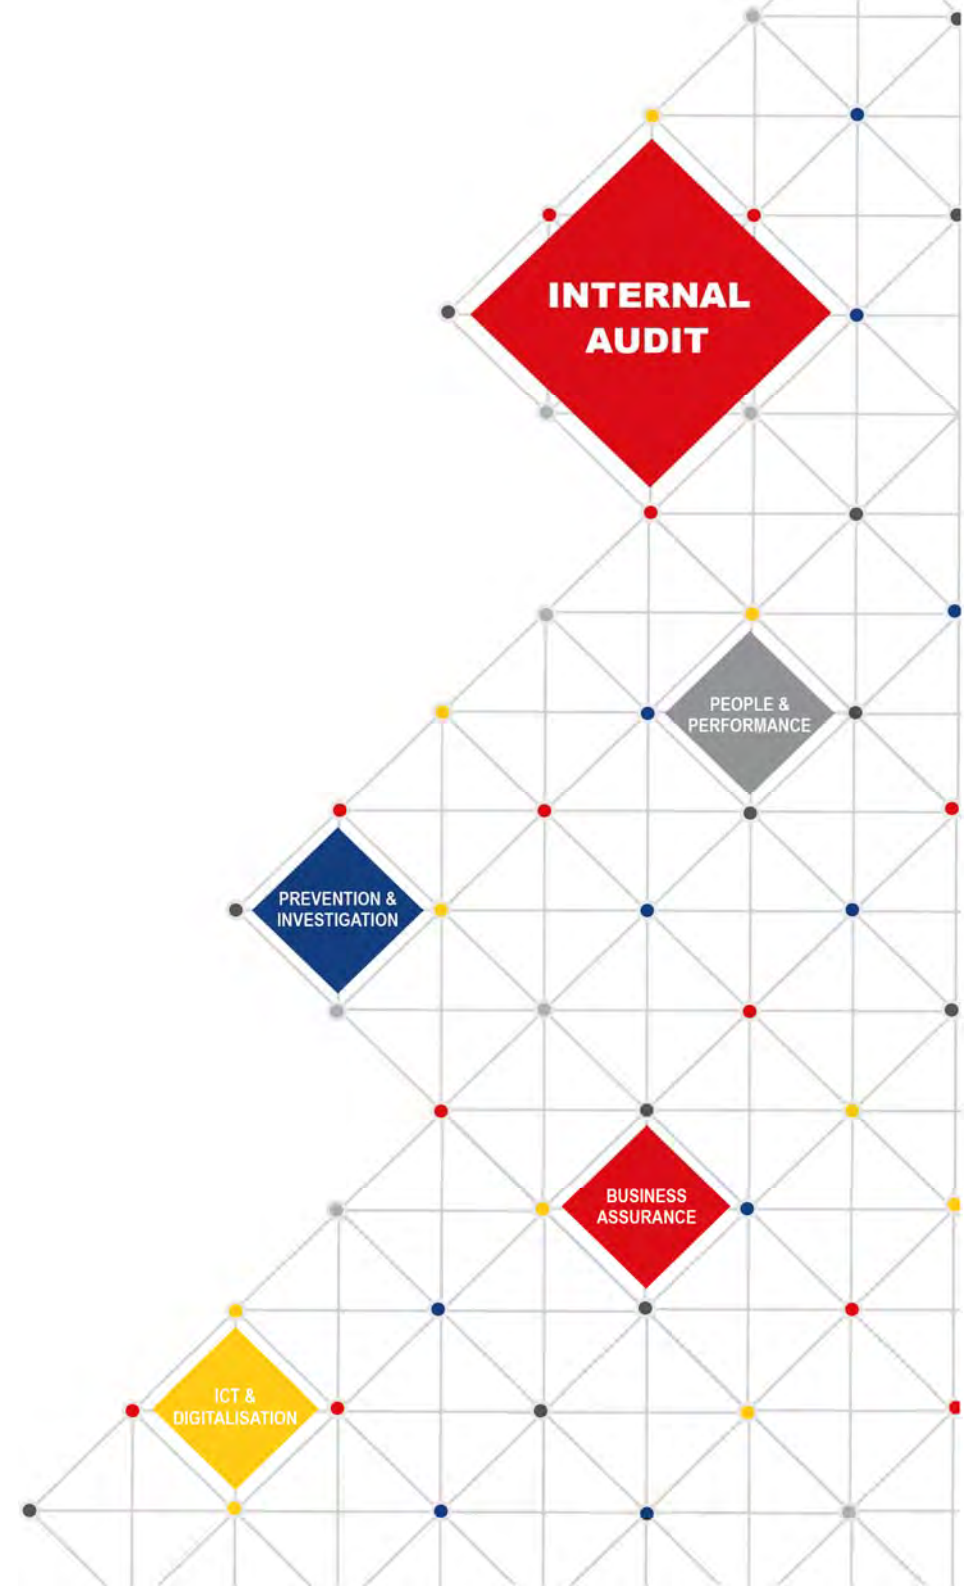 INTERNAL
AUDIT
PEOPLE &
PERFORMANCE
PREVENTION &
INVESTIGATION
BUSINESS
ASSURANCE
ICT &
DIGITALISATION